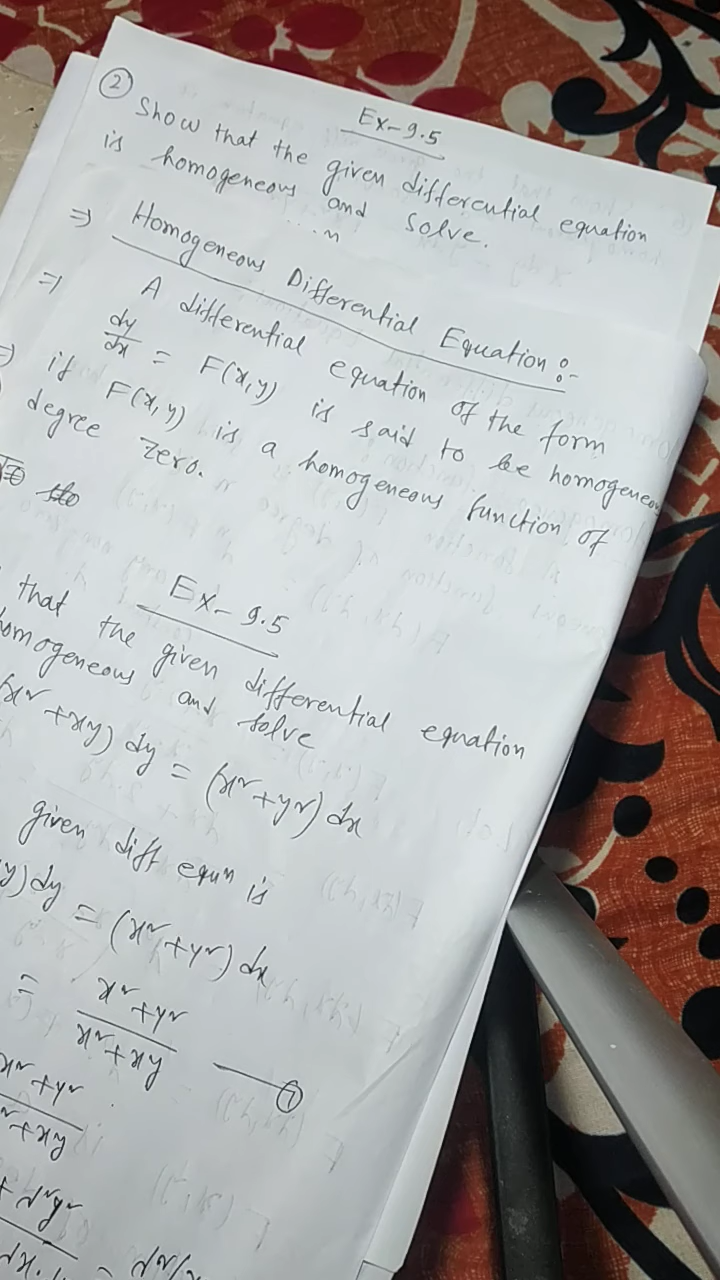 Ex-9.5
② Show that the given differential equation
is homogeneous and solve.
⇒ Homogeneous Differential Equation :-
⇒ A differential equation of the form
dy/dx = F(x,y) is said to be homogeneou
⇒ if F(x,y) is a homogeneous function of
degree zero.
Ex- 9.5
that the given differential equation
homogeneous and solve
(x² + xy) dy = (x² + y²) dx
given diff equn is
y) dy = (x² + y²) dx
= x² + y² / x² + xy — ①
x² + y²
x² + xy